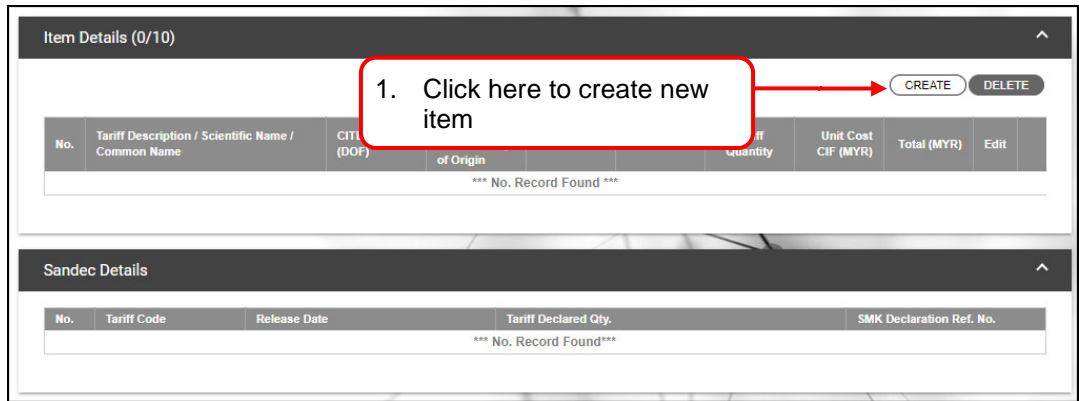 Item Details (0/10)
1. Click here to create new
item
CREATE DELETE
No. Tariff Description / Scientific Name /
Common Name
(DOF)
of Origin
Quantity
Unit Cost
CIF (MYR)
Total (MYR) Edit
*** No. Record Found ***
Sandec Details
No. Tariff Code Release Date Tariff Declared Qty. SMK Declaration Ref. No.
*** No. Record Found***